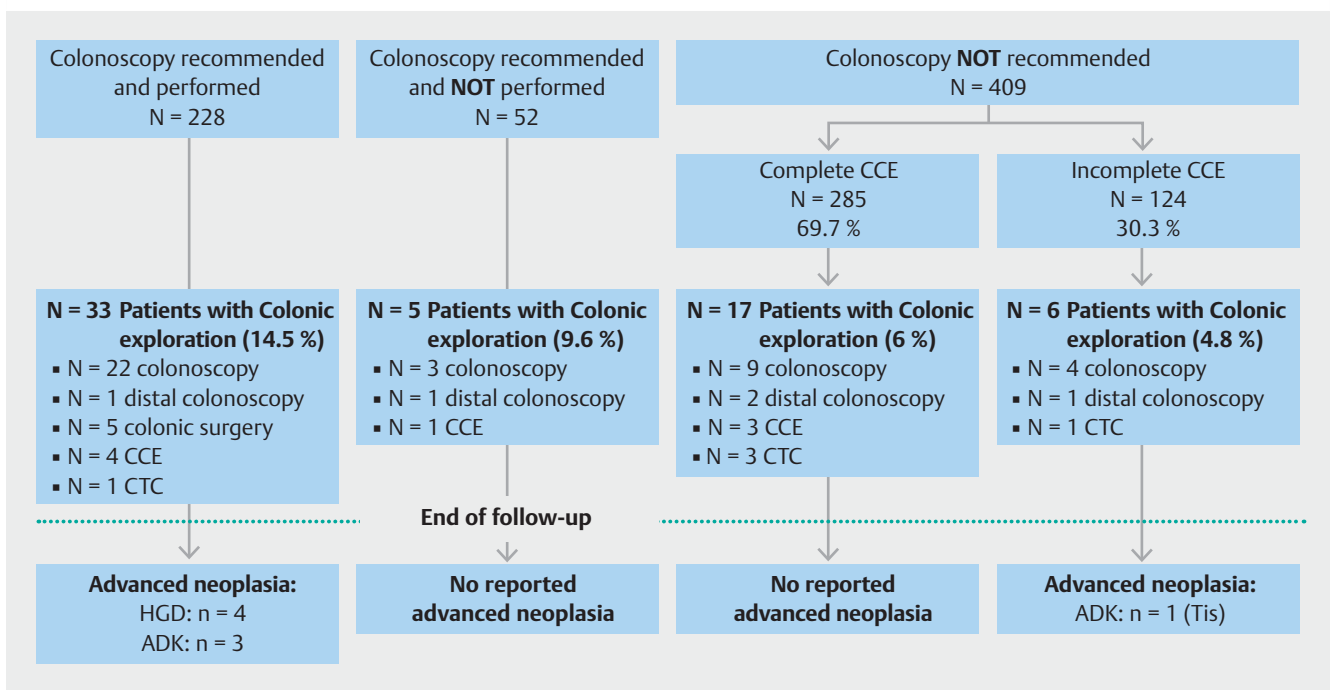 Colonoscopy recommended
and performed
N = 228
Colonoscopy recommended
and NOT performed
N = 52
Colonoscopy NOT recommended
N = 409
Complete CCE
N = 285
69.7 %
Incomplete CCE
N = 124
30.3 %
N = 33 Patients with Colonic
exploration (14.5 %)
▪ N = 22 colonoscopy
▪ N = 1 distal colonoscopy
▪ N = 5 colonic surgery
▪ N = 4 CCE
▪ N = 1 CTC
N = 5 Patients with Colonic
exploration (9.6 %)
▪ N = 3 colonoscopy
▪ N = 1 distal colonoscopy
▪ N = 1 CCE
N = 17 Patients with Colonic
exploration (6 %)
▪ N = 9 colonoscopy
▪ N = 2 distal colonoscopy
▪ N = 3 CCE
▪ N = 3 CTC
N = 6 Patients with Colonic
exploration (4.8 %)
▪ N = 4 colonoscopy
▪ N = 1 distal colonoscopy
▪ N = 1 CTC
End of follow-up
Advanced neoplasia:
HGD: n = 4
ADK: n = 3
No reported
advanced neoplasia
No reported
advanced neoplasia
Advanced neoplasia:
ADK: n = 1 (Tis)